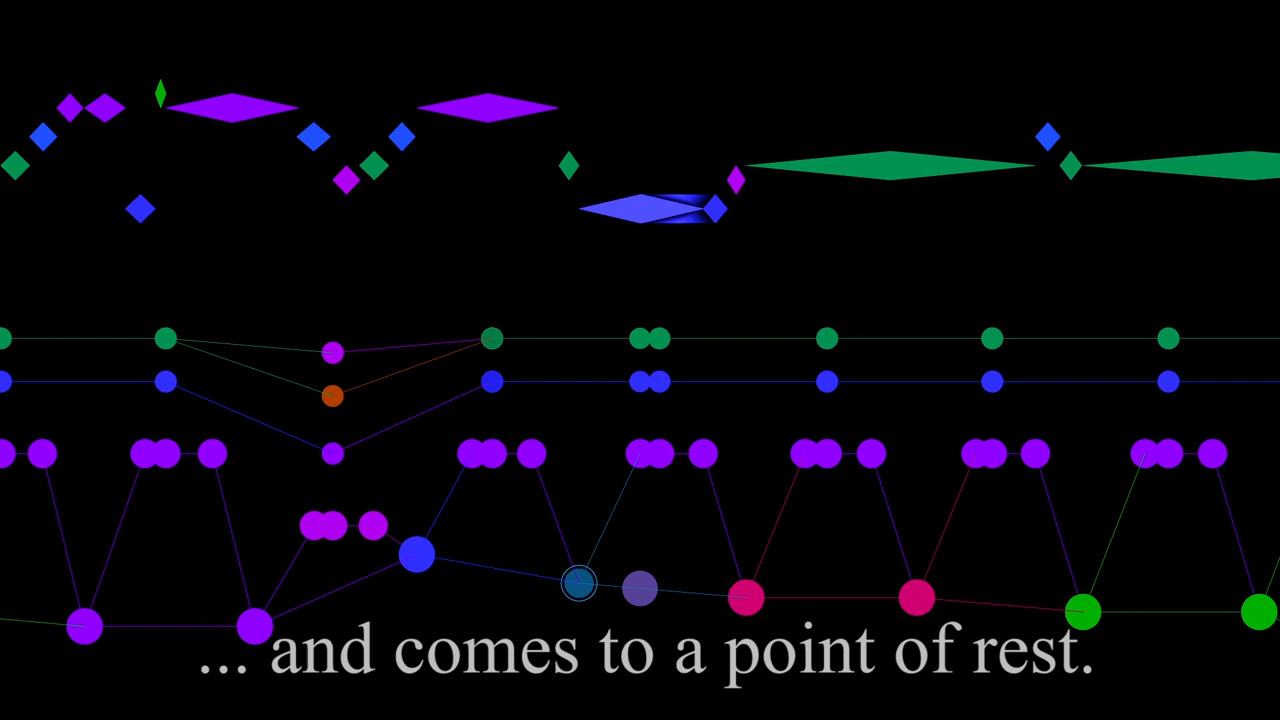 ... and comes to a point of rest.